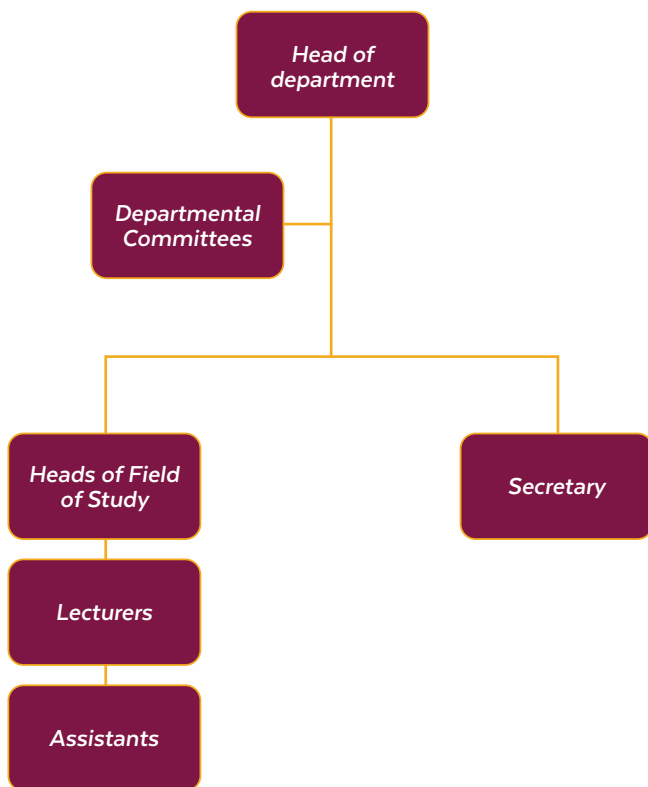 Head of
department
Departmental
Committees
Heads of Field
of Study
Secretary
Lecturers
Assistants